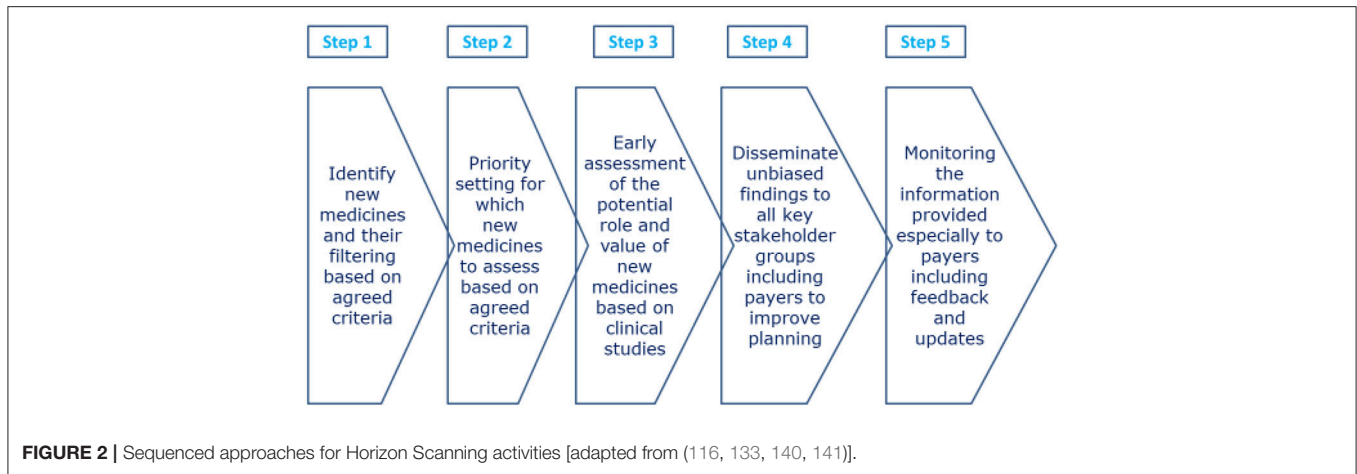 Step 1
Step 2
Step 3
Step 4
Step 5
Identify
new
medicines
and their
filtering
based on
agreed
criteria
Priority
setting for
which
new
medicines
to assess
based on
agreed
criteria
Early
assessment
of the
potential
role and
value of
new
medicines
based on
clinical
studies
Disseminate
unbiased
findings to
all key
stakeholder
groups
including
payers to
improve
planning
Monitoring
the
information
provided
especially to
payers
including
feedback
and
updates
FIGURE 2 | Sequenced approaches for Horizon Scanning activities [adapted from (116, 133, 140, 141)].